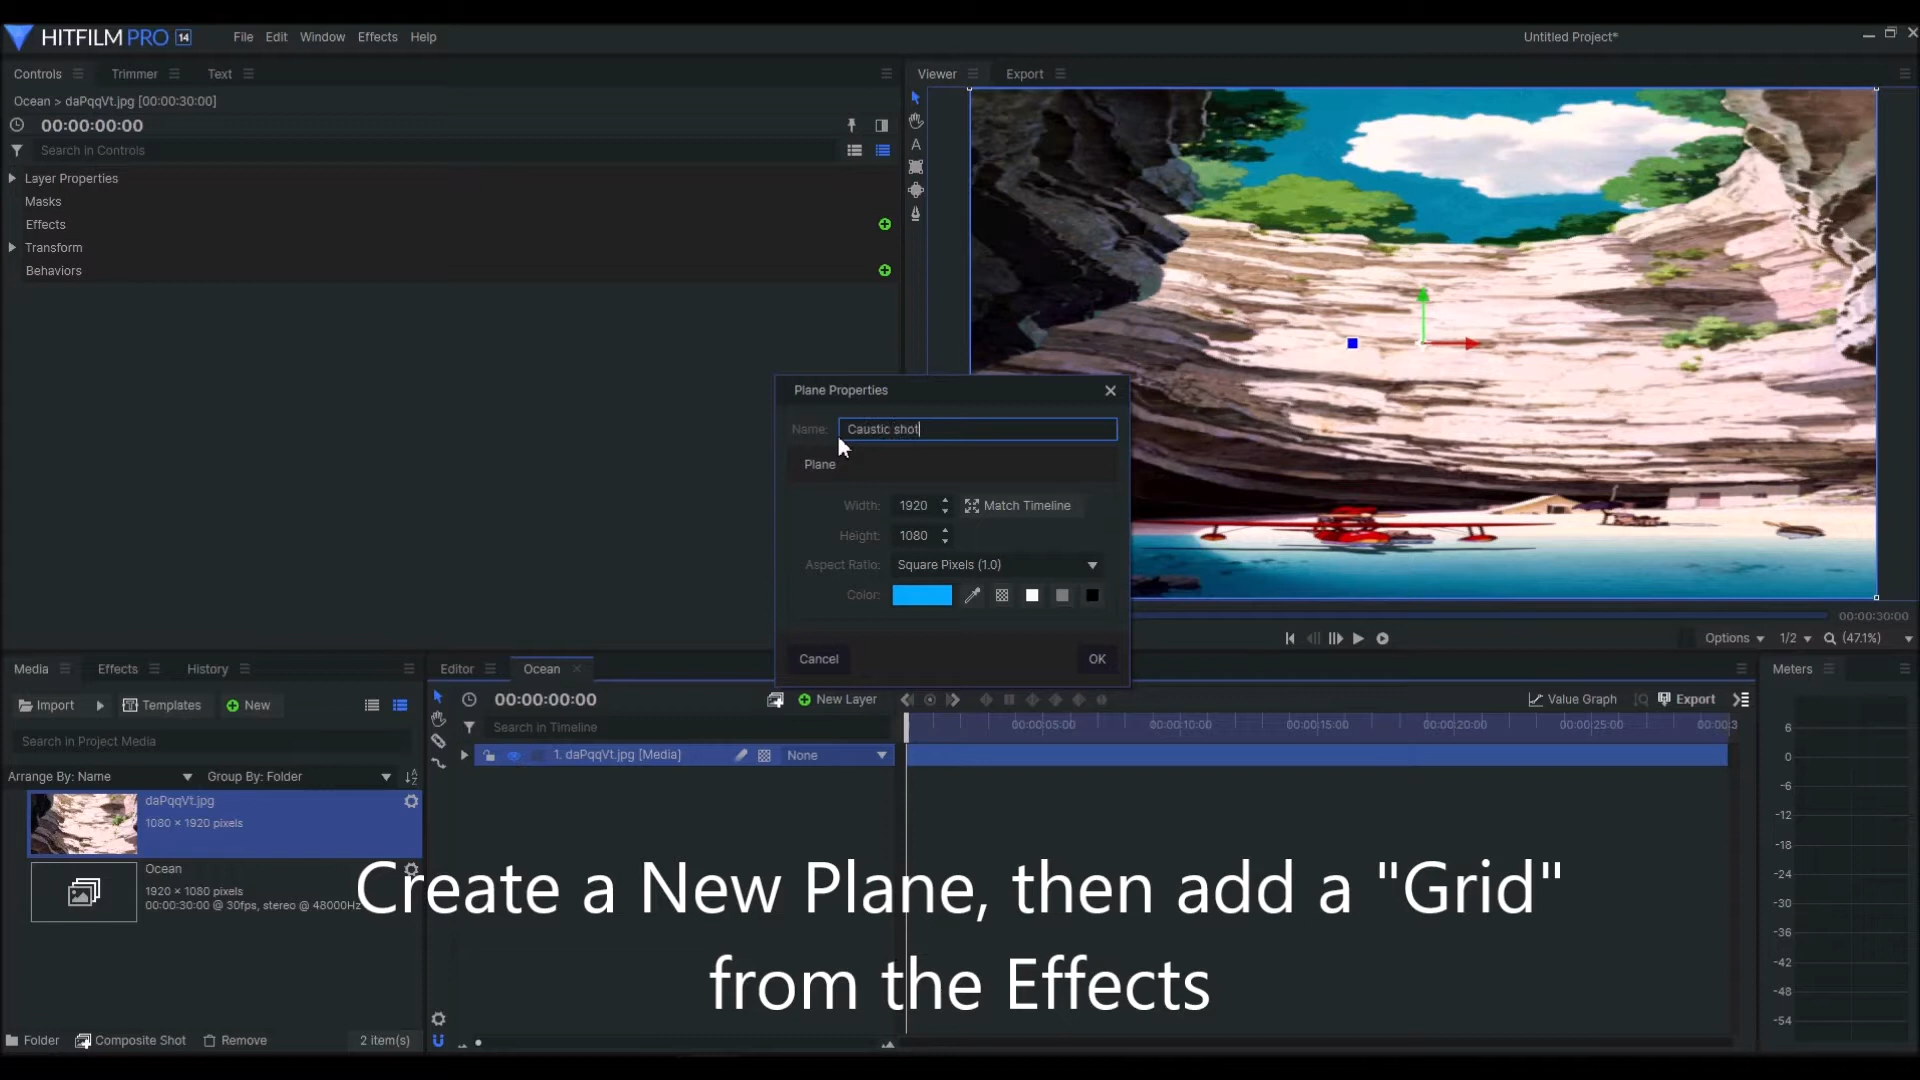 HITFILM PRO 14
File Edit Window Effects Help
Untitled Project*
Controls Trimmer Text
Viewer Export
Ocean > daPqqVt.jpg [00:00:30:00]
00:00:00:00
Search in Controls
Layer Properties
Masks
Effects
Transform
Behaviors
Plane Properties
Name: Caustic shot
Plane
Width: 1920 Match Timeline
Height: 1080
Aspect Ratio: Square Pixels (1.0)
Color:
Cancel OK
00:00:30:00
Options 1/2 (47.1%)
Media Effects History
Editor Ocean
Meters
Import Templates New
00:00:00:00 New Layer
Value Graph Export
Search in Project Media
Search in Timeline
00:00:05:00 00:00:10:00 00:00:15:00 00:00:20:00 00:00:25:00 00:00:3
1. daPqqVt.jpg [Media] None
Arrange By: Name Group By: Folder
daPqqVt.jpg
1080 × 1920 pixels
Ocean
1920 × 1080 pixels
00:00:30:00 @ 30fps, stereo @ 48000Hz
6
0
-6
-12
-18
-24
-30
-36
-42
-48
-54
Create a New Plane, then add a "Grid"
from the Effects
Folder Composite Shot Remove 2 item(s)